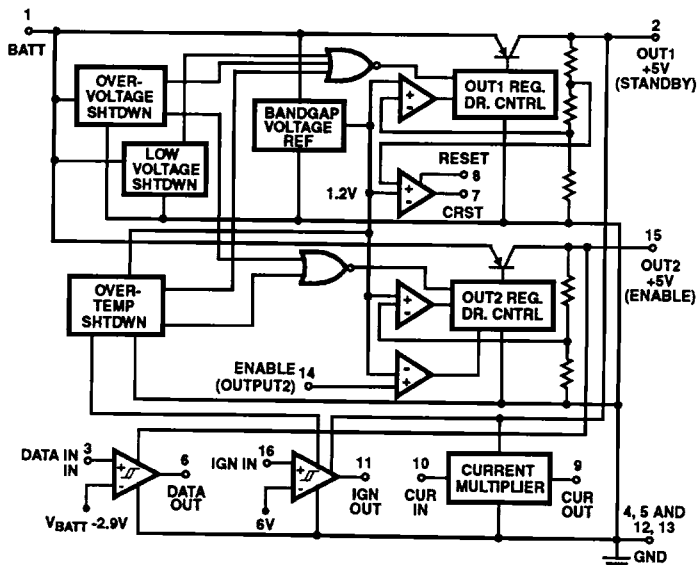 1
BATT
2
OUT1
+5V
(STANDBY)
OVER-
VOLTAGE
SHTDWN
LOW
VOLTAGE
SHTDWN
BANDGAP
VOLTAGE
REF
+
-
OUT1 REG.
DR. CNTRL
1.2V
+
-
RESET
8
7
CRST
15
OUT2
+5V
(ENABLE)
OVER-
TEMP
SHTDWN
+
-
OUT2 REG.
DR. CNTRL
-
+
ENABLE 14
(OUTPUT2)
DATA IN 3
IN
+
-
6
DATA
OUT
VBATT -2.9V
16
IGN IN
+
-
6V
11
IGN
OUT
10
CUR
IN
CURRENT
MULTIPLIER
9
CUR
OUT
4, 5 AND
12, 13
GND